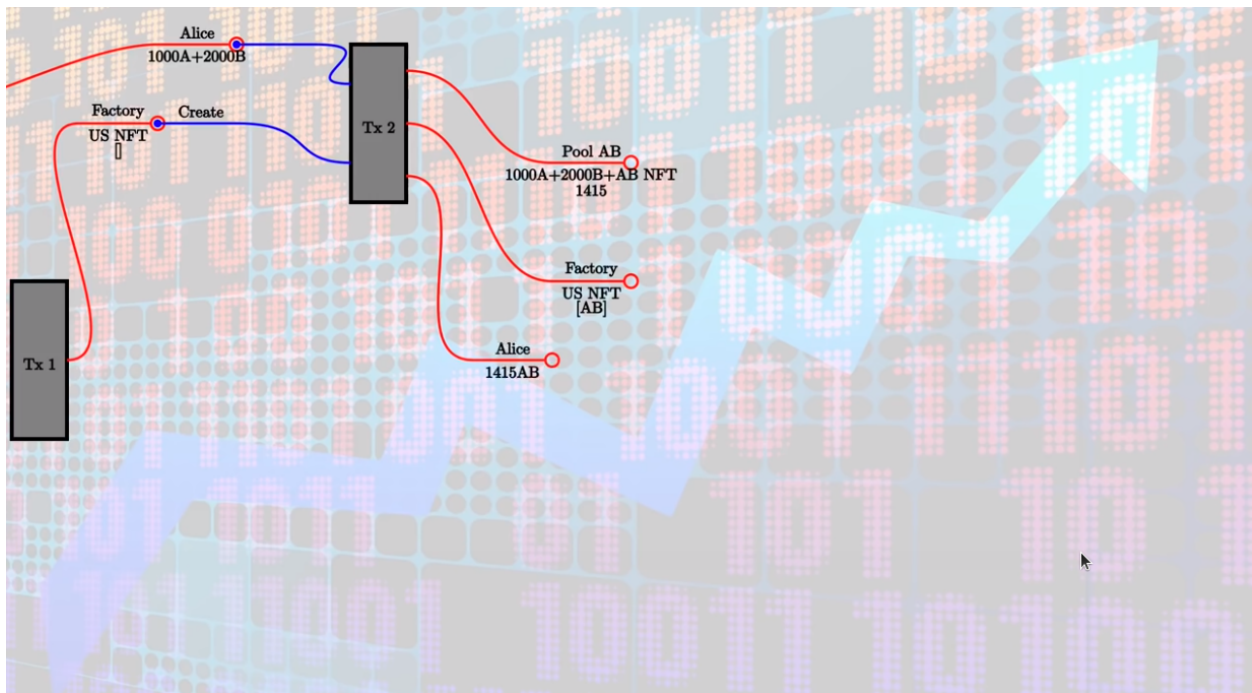 Alice
1000A+2000B
Factory
US NFT
[]
Create
Tx 2
Pool AB
1000A+2000B+AB NFT
1415
Factory
US NFT
[AB]
Alice
1415AB
Tx 1